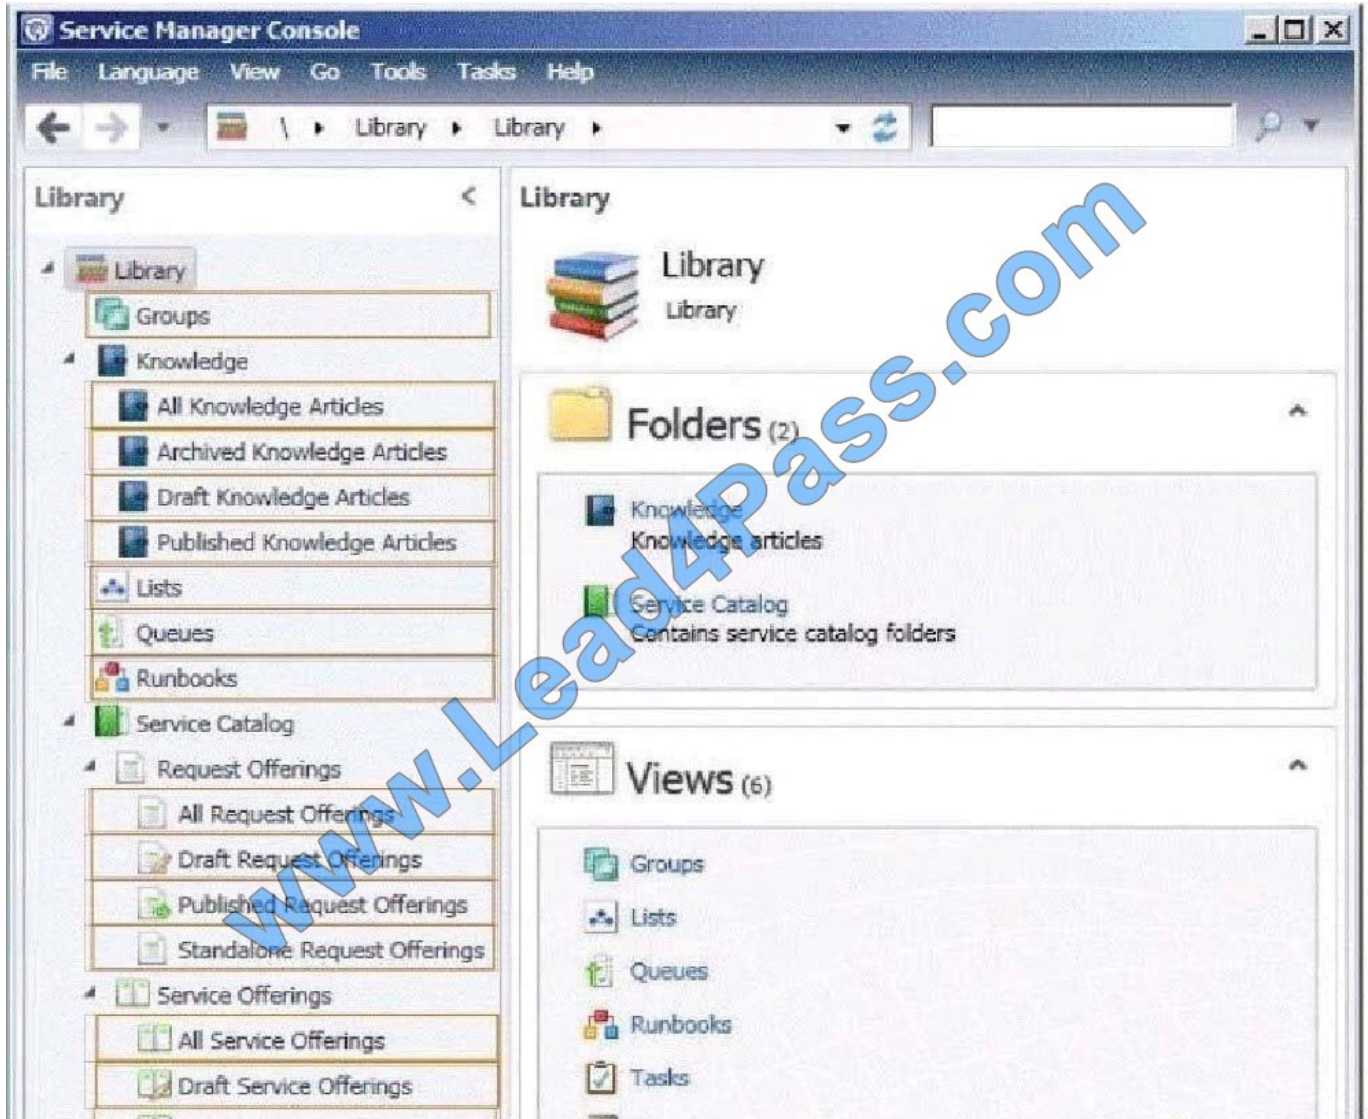 Service Manager Console
File Language View Go Tools Tasks Help
\ Library Library
Library
Library
Groups
Knowledge
All Knowledge Articles
Archived Knowledge Articles
Draft Knowledge Articles
Published Knowledge Articles
Lists
Queues
Runbooks
Service Catalog
Request Offerings
All Request Offerings
Draft Request Offerings
Published Request Offerings
Standalone Request Offerings
Service Offerings
All Service Offerings
Draft Service Offerings
Library
Library
Library
Folders (2)
Knowledge
Knowledge articles
Service Catalog
Contains service catalog folders
Views (6)
Groups
Lists
Queues
Runbooks
Tasks
www.Lead4Pass.com